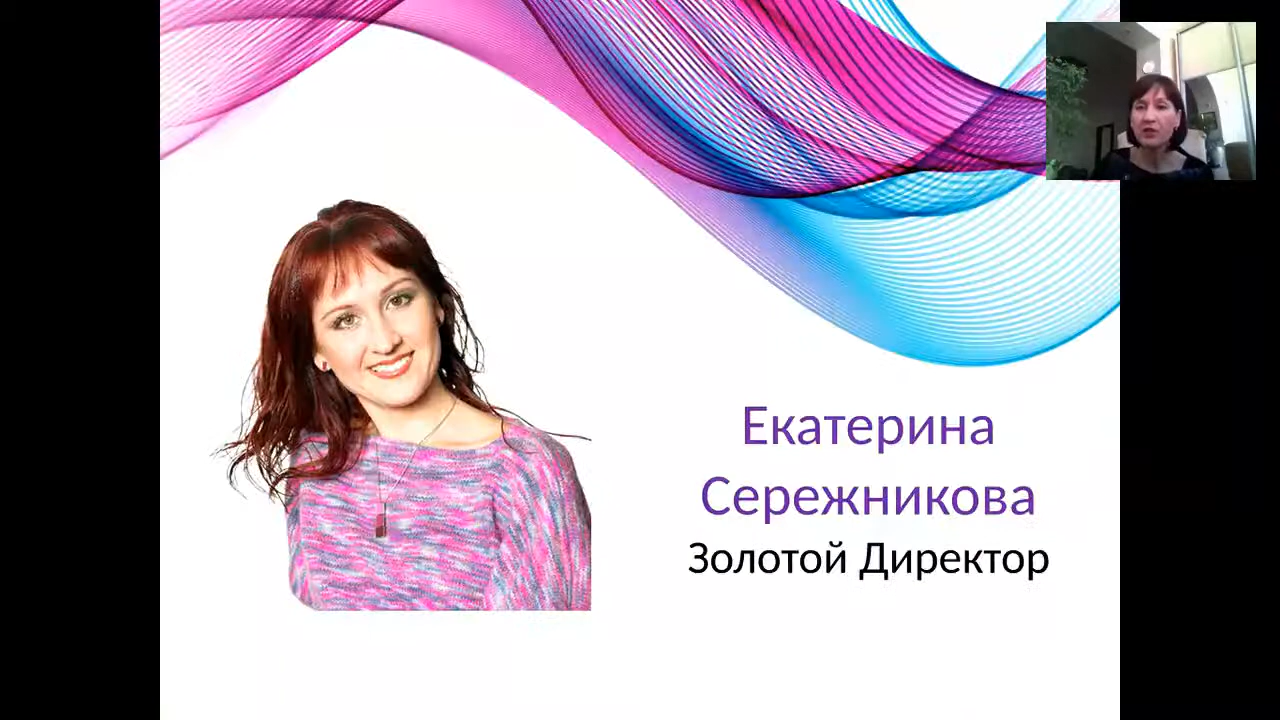 Екатерина
Сережникова
Золотой Директор